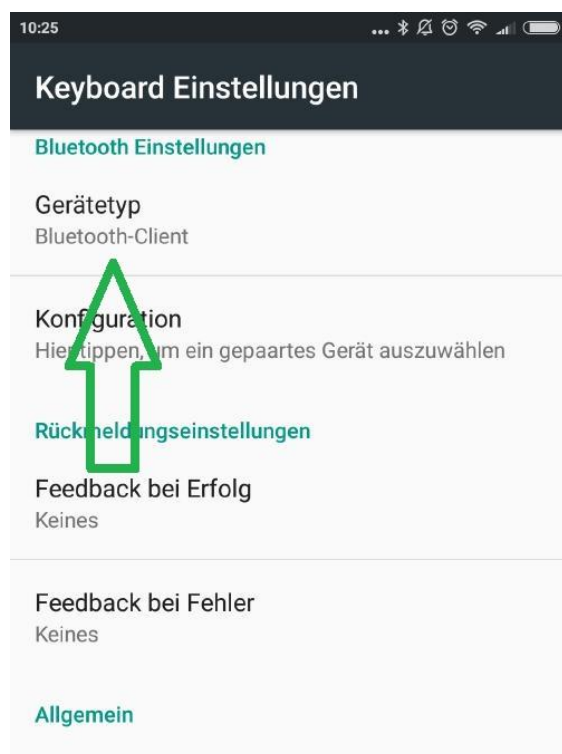 10:25
Keyboard Einstellungen
Bluetooth Einstellungen
Gerätetyp
Bluetooth-Client
Konfiguration
Hier tippen, um ein gepaartes Gerät auszuwählen
Rückmeldungseinstellungen
Feedback bei Erfolg
Keines
Feedback bei Fehler
Keines
Allgemein